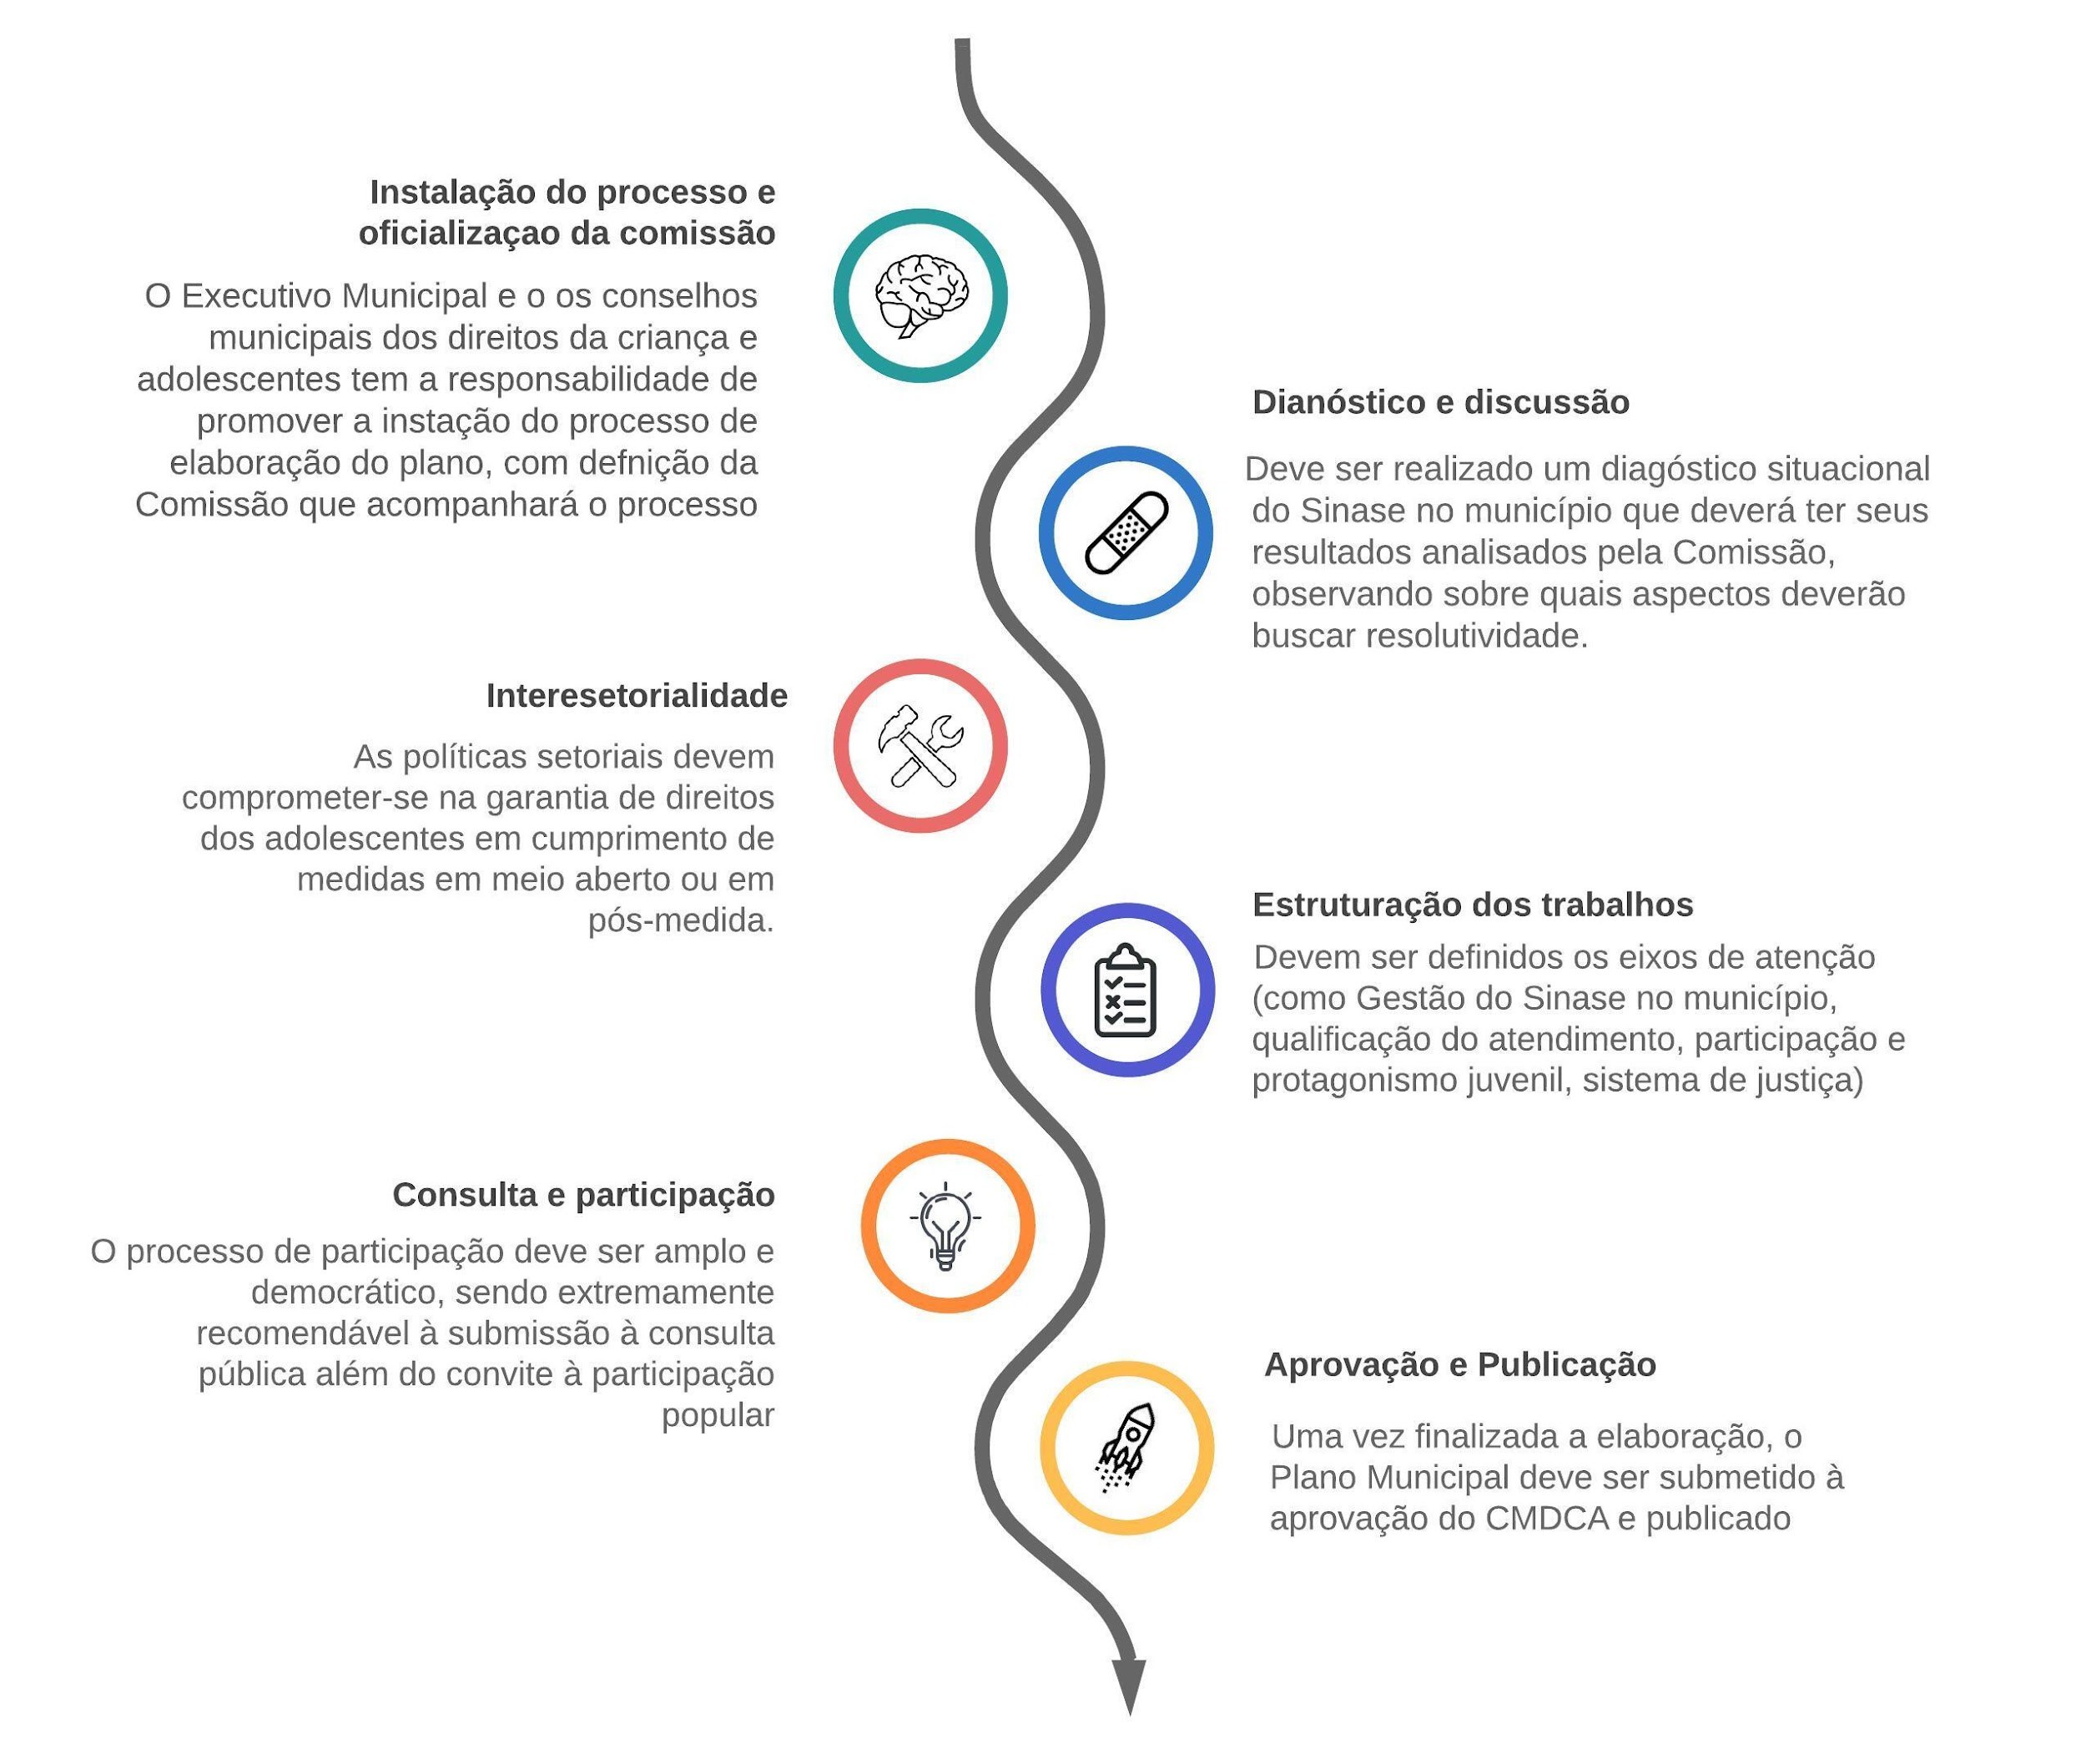 Instalação do processo e
oficializaçao da comissão
O Executivo Municipal e o os conselhos
municipais dos direitos da criança e
adolescentes tem a responsabilidade de
promover a instação do processo de
elaboração do plano, com defnição da
Comissão que acompanhará o processo
Dianóstico e discussão
Deve ser realizado um diagóstico situacional
do Sinase no município que deverá ter seus
resultados analisados pela Comissão,
observando sobre quais aspectos deverão
buscar resolutividade.
Interesetorialidade
As políticas setoriais devem
comprometer-se na garantia de direitos
dos adolescentes em cumprimento de
medidas em meio aberto ou em
pós-medida.
Estruturação dos trabalhos
Devem ser definidos os eixos de atenção
(como Gestão do Sinase no município,
qualificação do atendimento, participação e
protagonismo juvenil, sistema de justiça)
Consulta e participação
O processo de participação deve ser amplo e
democrático, sendo extremamente
recomendável à submissão à consulta
pública além do convite à participação
popular
Aprovação e Publicação
Uma vez finalizada a elaboração, o
Plano Municipal deve ser submetido à
aprovação do CMDCA e publicado